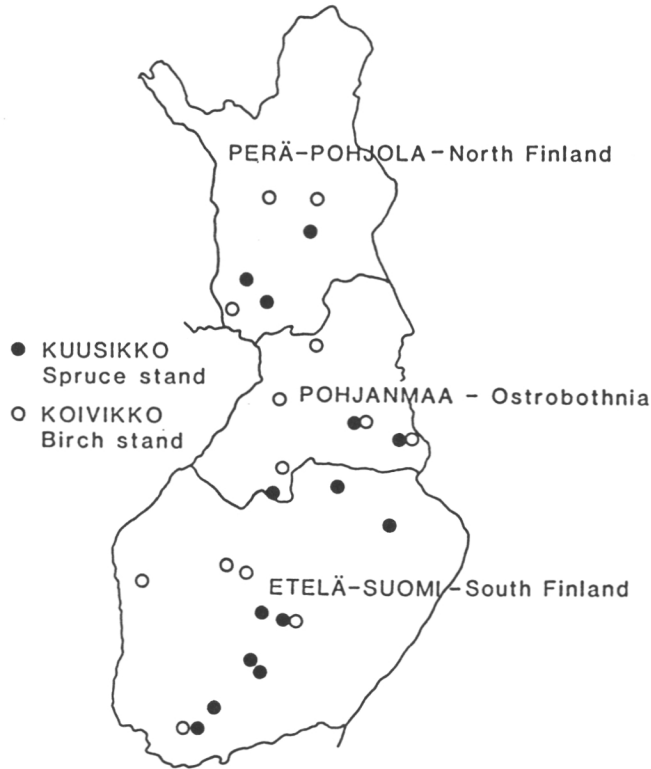 PERÄ-POHJOLA-North Finland
KUUSIKKO
Spruce stand
POHJANMAA - Ostrobothnia
KOIVIKKO
Birch stand
ETELÄ-SUOMI-South Finland